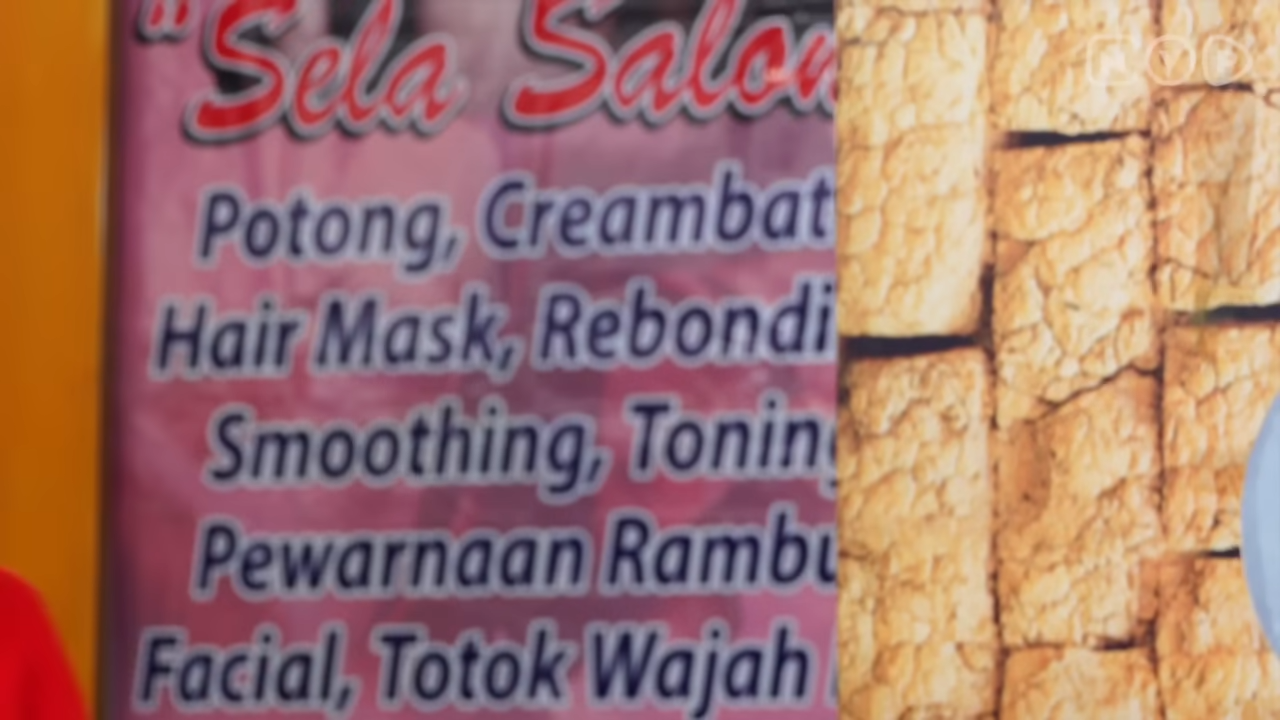 "Sela Salon
Potong, Creambat
Hair Mask, Rebondi
Smoothing, Toning
Pewarnaan Rambu
Facial, Totok Wajah